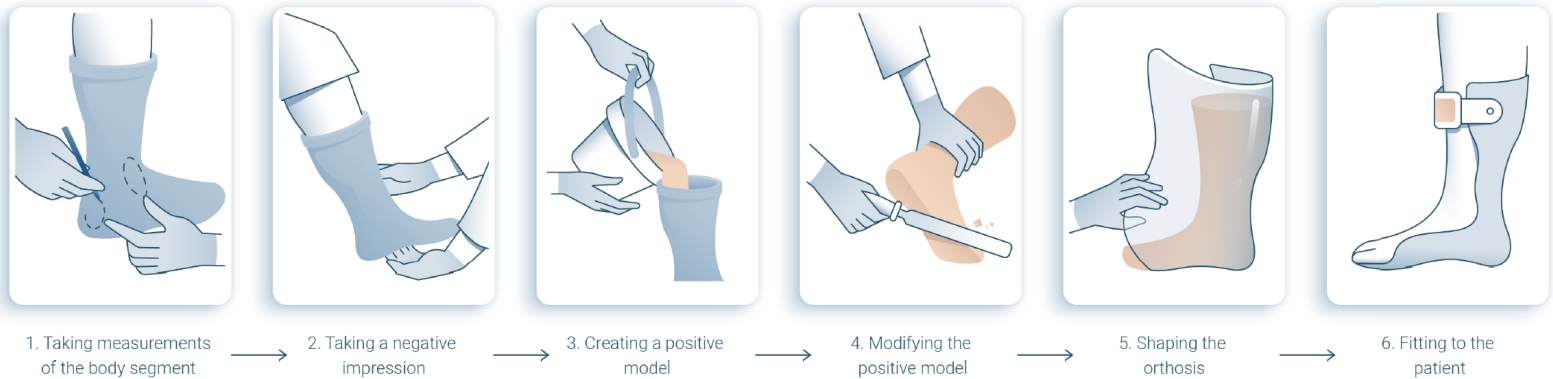 1. Taking measurements
of the body segment
2. Taking a negative
impression
3. Creating a positive
model
4. Modifying the
positive model
5. Shaping the
orthosis
6. Fitting to the
patient